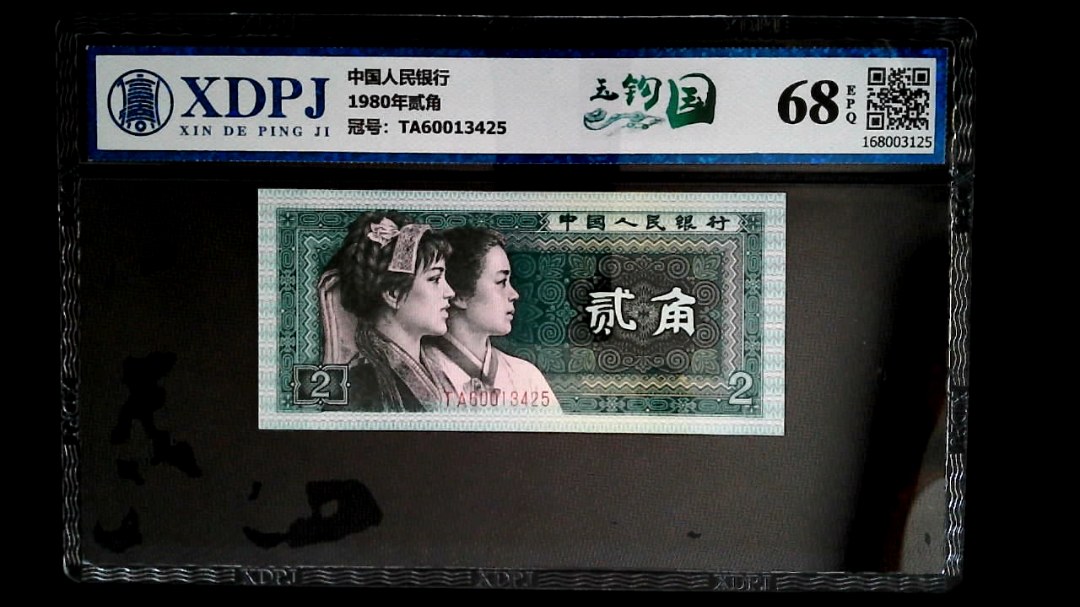 XDPJ
XIN DE PING JI
中国人民银行
1980年贰角
冠号：TA60013425
玉钩国
68
EPQ
168003125
中国人民银行
贰角
2
2
TA60013425
XDPJ
XDPJ
XDPJ